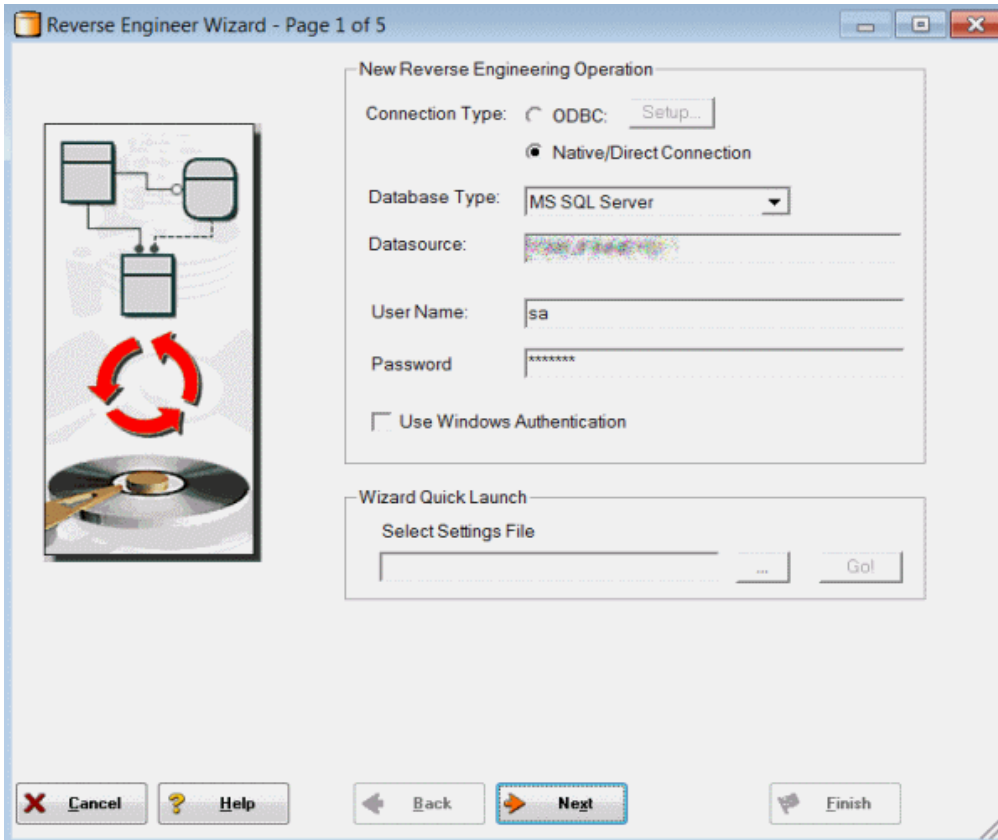 Reverse Engineer Wizard - Page 1 of 5
New Reverse Engineering Operation
Connection Type: ODBC: Setup...
Native/Direct Connection
Database Type: MS SQL Server
Datasource:
User Name: sa
Password *******
Use Windows Authentication
Wizard Quick Launch
Select Settings File
... Go!
Cancel Help Back Next Finish